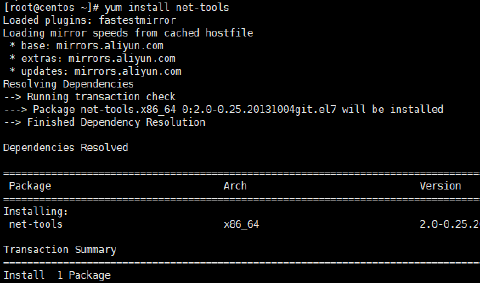 [root@centos ~]# yum install net-tools
Loaded plugins: fastestmirror
Loading mirror speeds from cached hostfile
 * base: mirrors.aliyun.com
 * extras: mirrors.aliyun.com
 * updates: mirrors.aliyun.com
Resolving Dependencies
--> Running transaction check
---> Package net-tools.x86_64 0:2.0-0.25.20131004git.el7 will be installed
--> Finished Dependency Resolution
Dependencies Resolved
================================================================================
Package Arch Version
================================================================================
Installing:
 net-tools x86_64 2.0-0.25.2
Transaction Summary
================================================================================
Install 1 Package